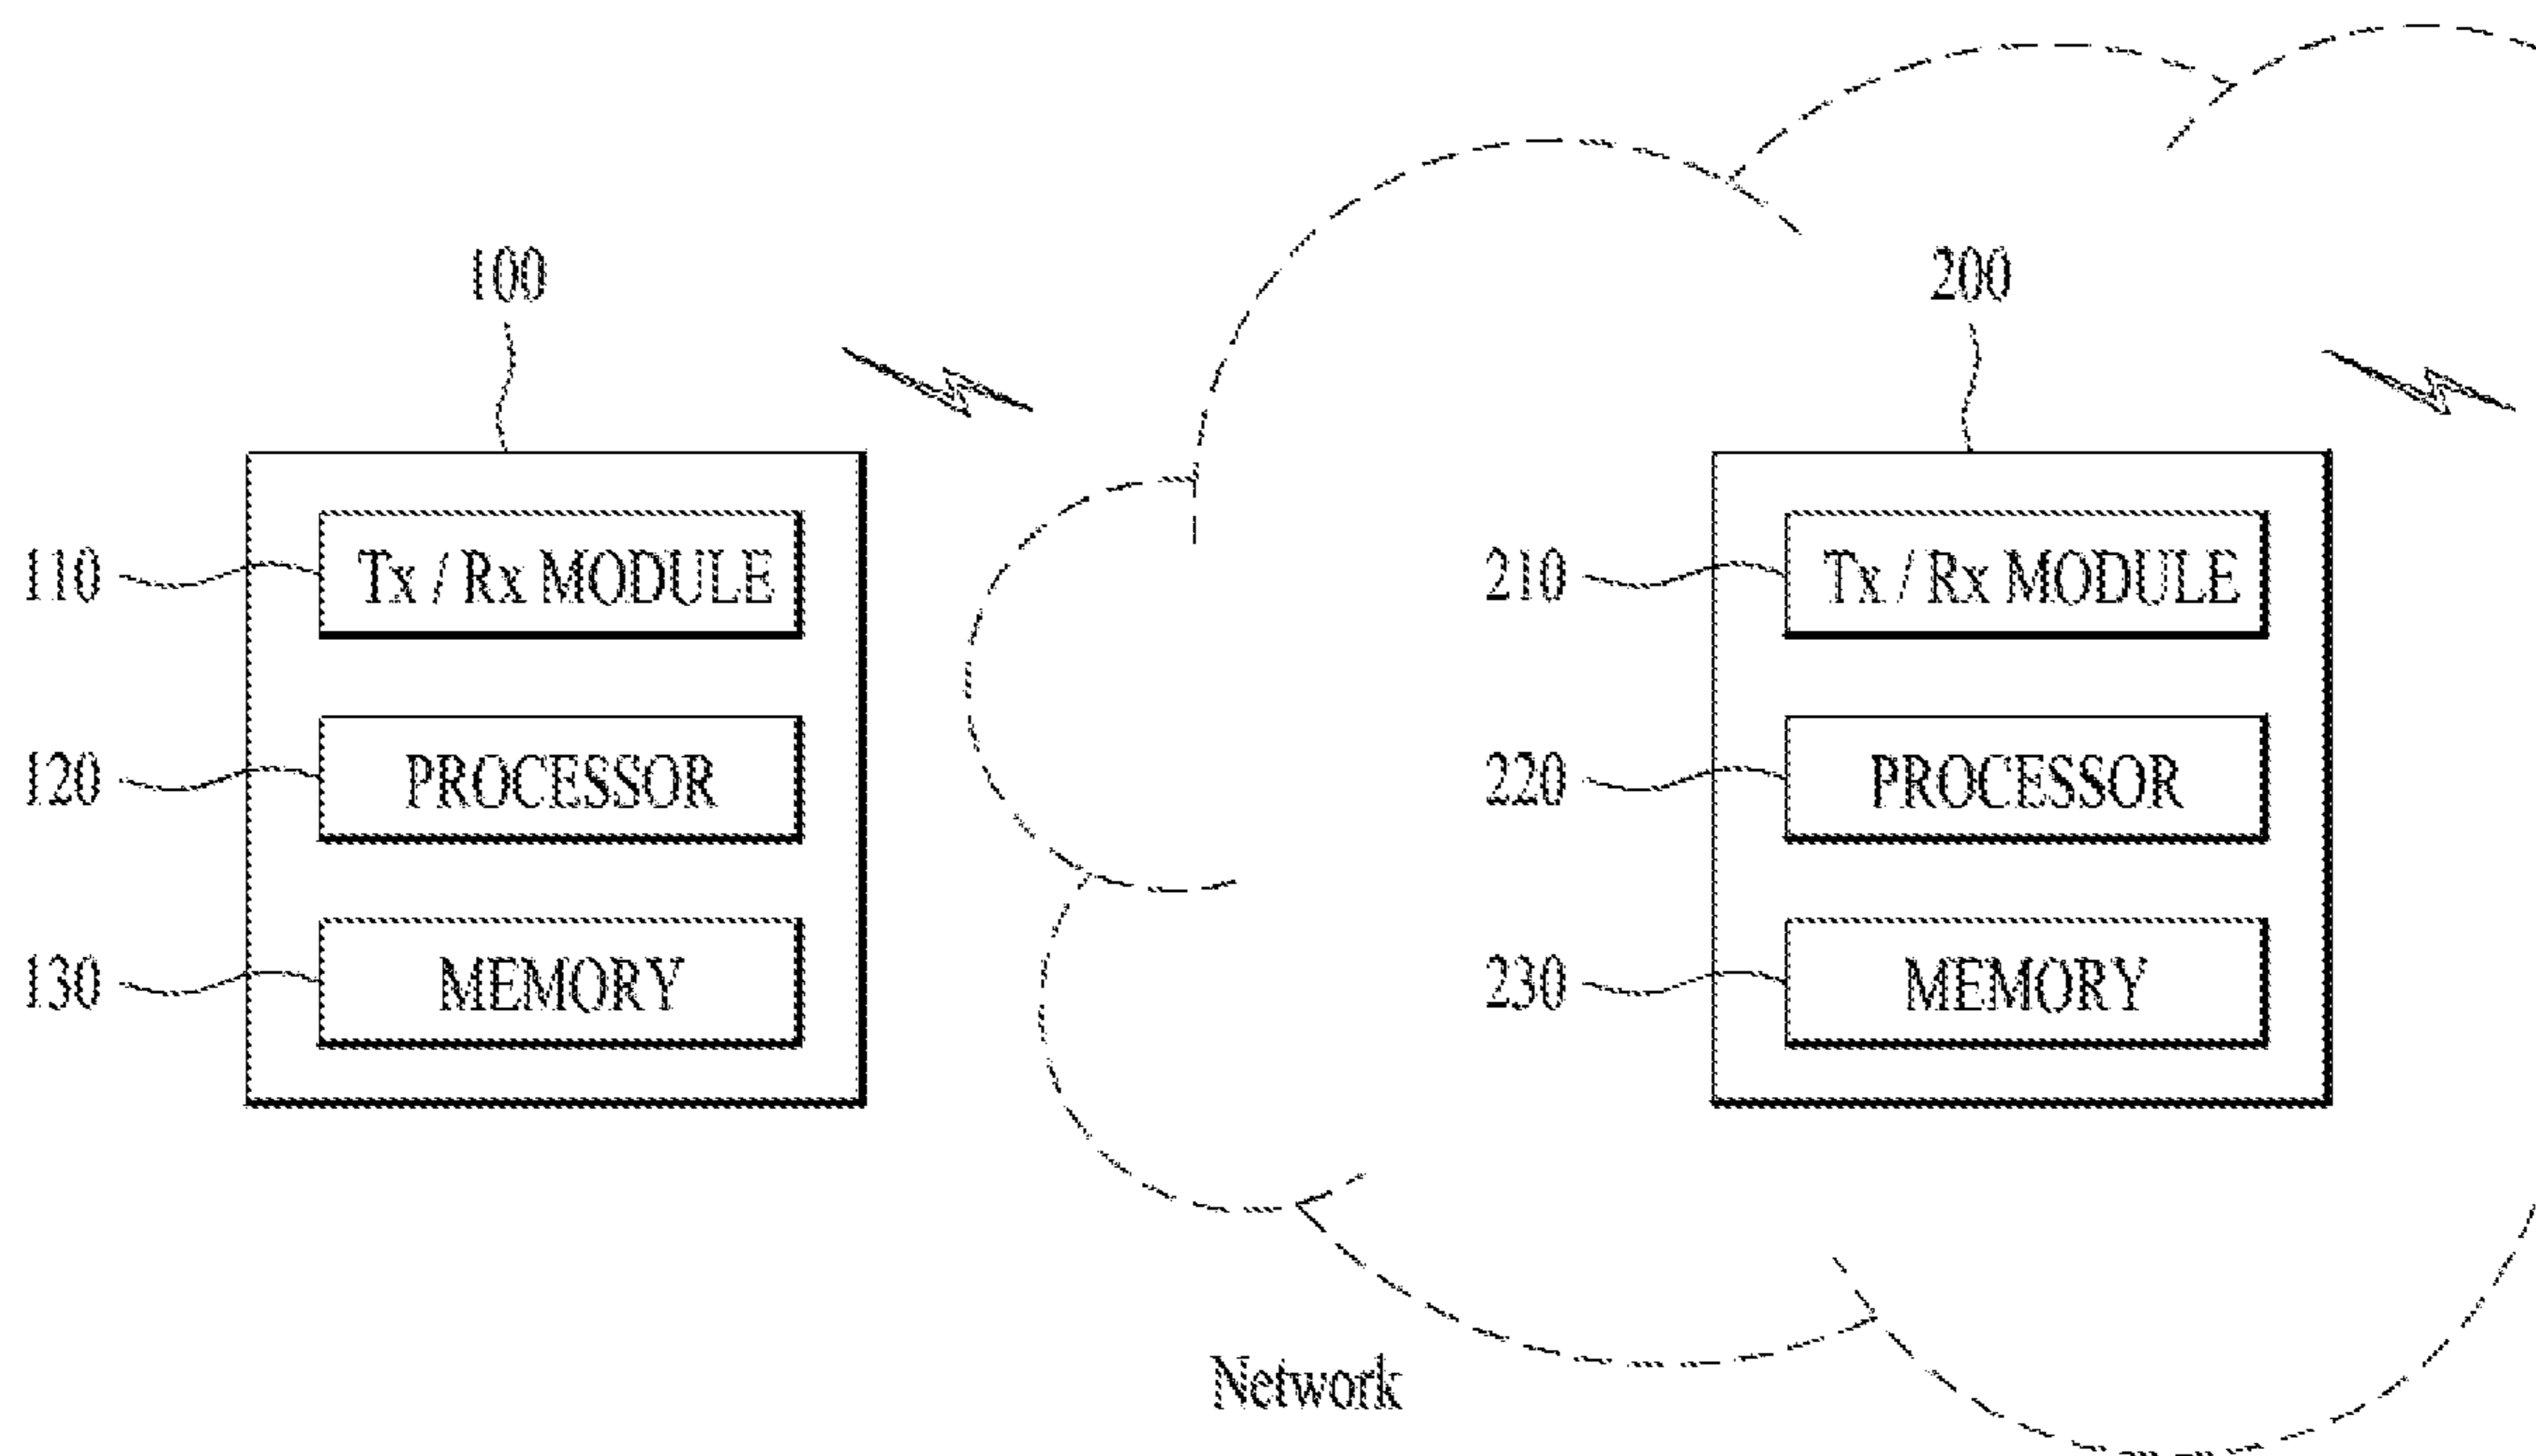 100
200
110
Tx / Rx MODULE
210
Tx / Rx MODULE
120
PROCESSOR
220
PROCESSOR
130
MEMORY
230
MEMORY
Network